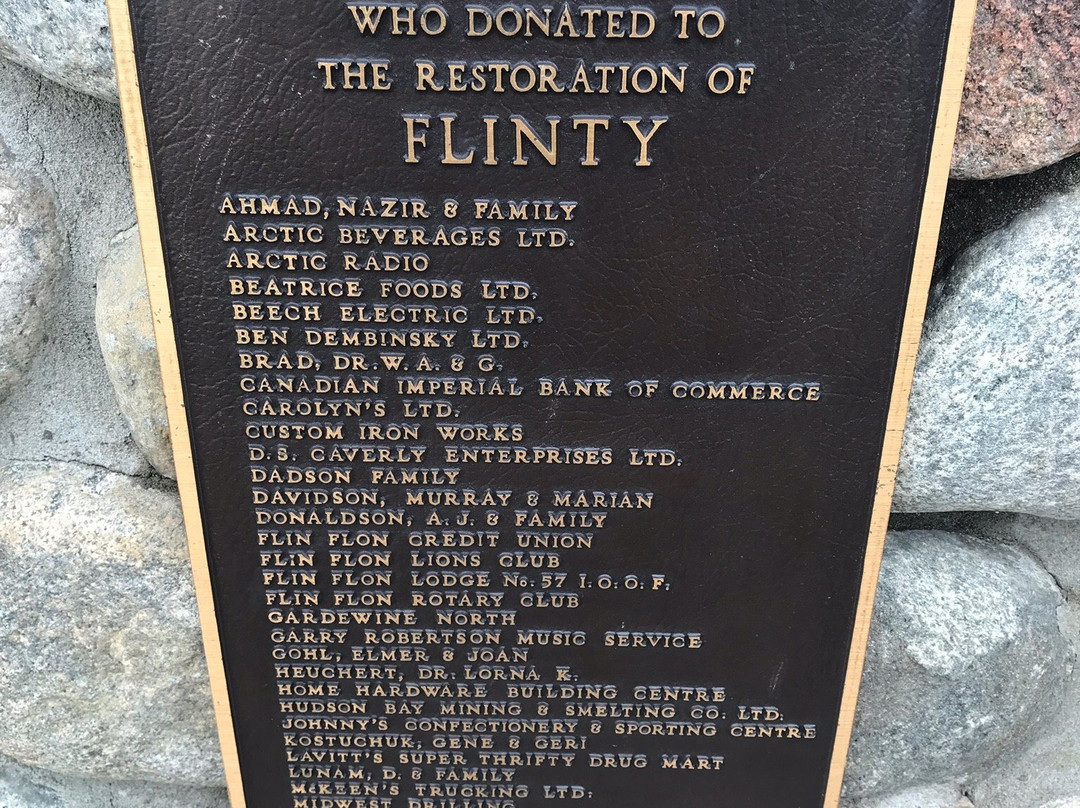 WHO DONATED TO
THE RESTORATION OF
FLINTY
AHMAD, NAZIR & FAMILY
ARCTIC BEVERAGES LTD.
ARCTIC RADIO
BEATRICE FOODS LTD.
BEECH ELECTRIC LTD.
BEN DEMBINSKY LTD.
BRAD, DR. W. A. & G.
CANADIAN IMPERIAL BANK OF COMMERCE
CAROLYN'S LTD.
CUSTOM IRON WORKS
D.S. CAVERLY ENTERPRISES LTD.
DADSON FAMILY
DAVIDSON, MURRAY & MARIAN
DONALDSON, A. J. & FAMILY
FLIN FLON CREDIT UNION
FLIN FLON LIONS CLUB
FLIN FLON LODGE No. 57 I. O. O. F.
FLIN FLON ROTARY CLUB
GARDEWINE NORTH
GARRY ROBERTSON MUSIC SERVICE
GOHL, ELMER & JOAN
HEUCHERT, DR. LORNA K.
HOME HARDWARE BUILDING CENTRE
HUDSON BAY MINING & SMELTING CO. LTD.
JOHNNY'S CONFECTIONERY & SPORTING CENTRE
KOSTUCHUK, GENE & GERI
LAVITT'S SUPER THRIFTY DRUG MART
LUNAM, D. & FAMILY
McKEEN'S TRUCKING LTD.
MIDWEST DRILLING